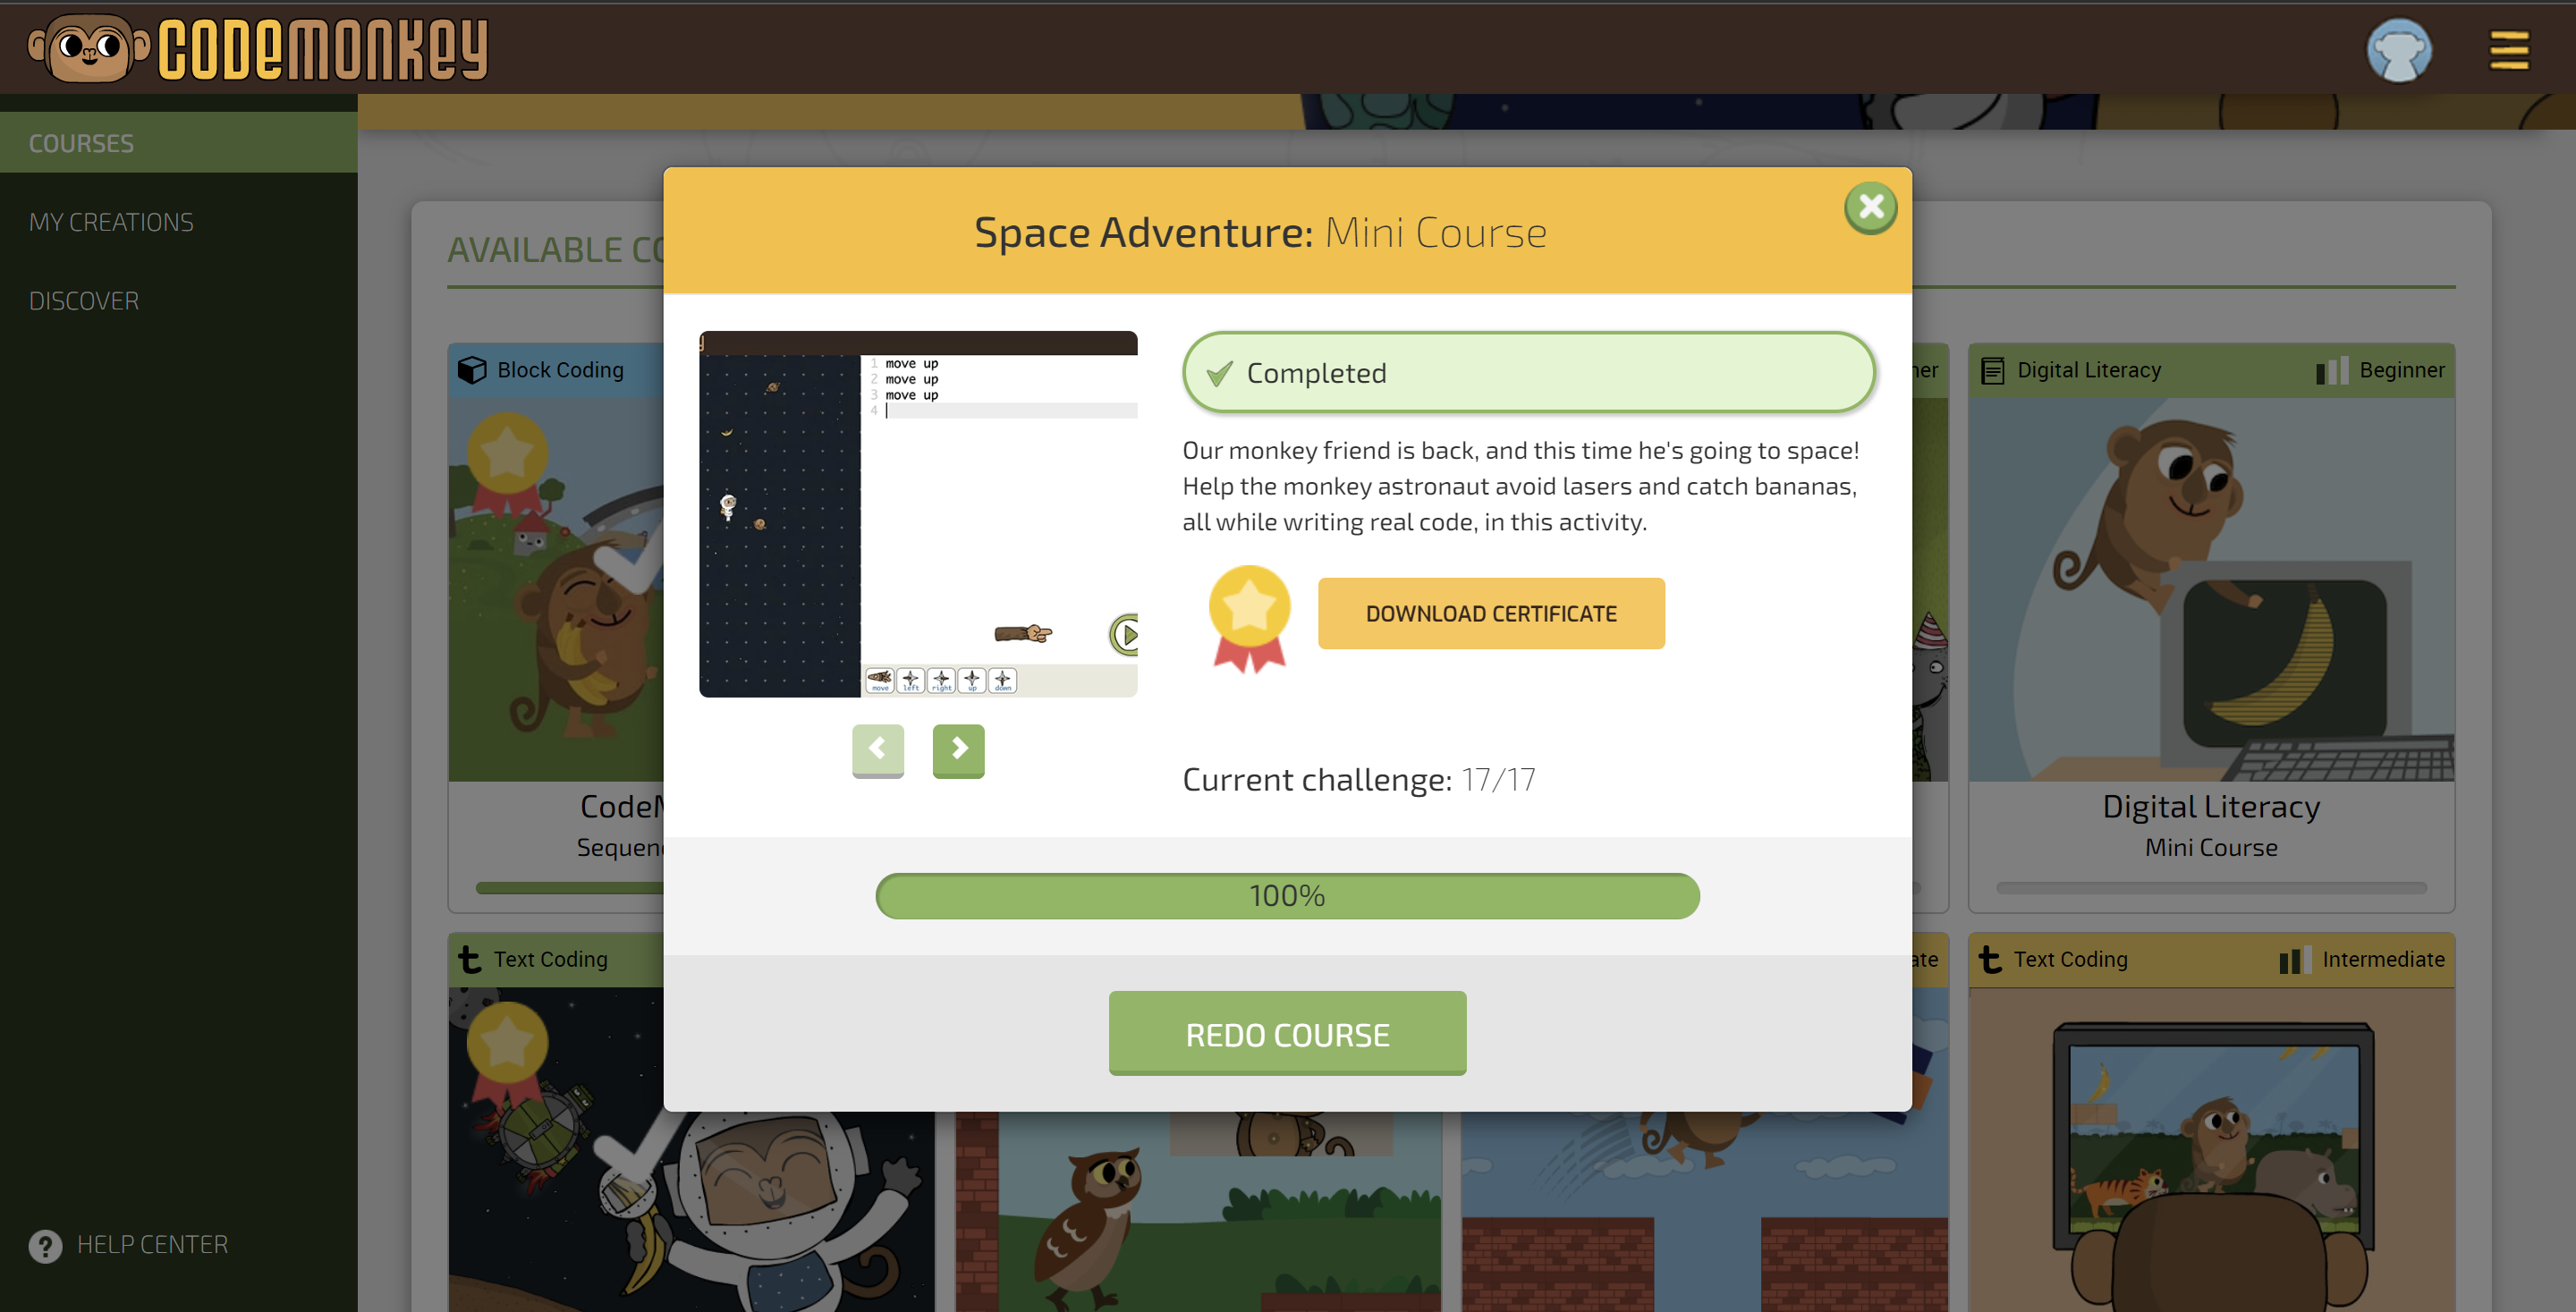 CODEMONKEY
COURSES
MY CREATIONS
DISCOVER
HELP CENTER
AVAILABLE CO
Block Coding
CodeM
Sequenc
Text Coding
Space Adventure: Mini Course
1 move up
2 move up
3 move up
4
move left right up down
Completed
Our monkey friend is back, and this time he's going to space!
Help the monkey astronaut avoid lasers and catch bananas,
all while writing real code, in this activity.
DOWNLOAD CERTIFICATE
Current challenge: 17/17
100%
REDO COURSE
ner
Digital Literacy Beginner
Digital Literacy
Mini Course
ate
Text Coding Intermediate